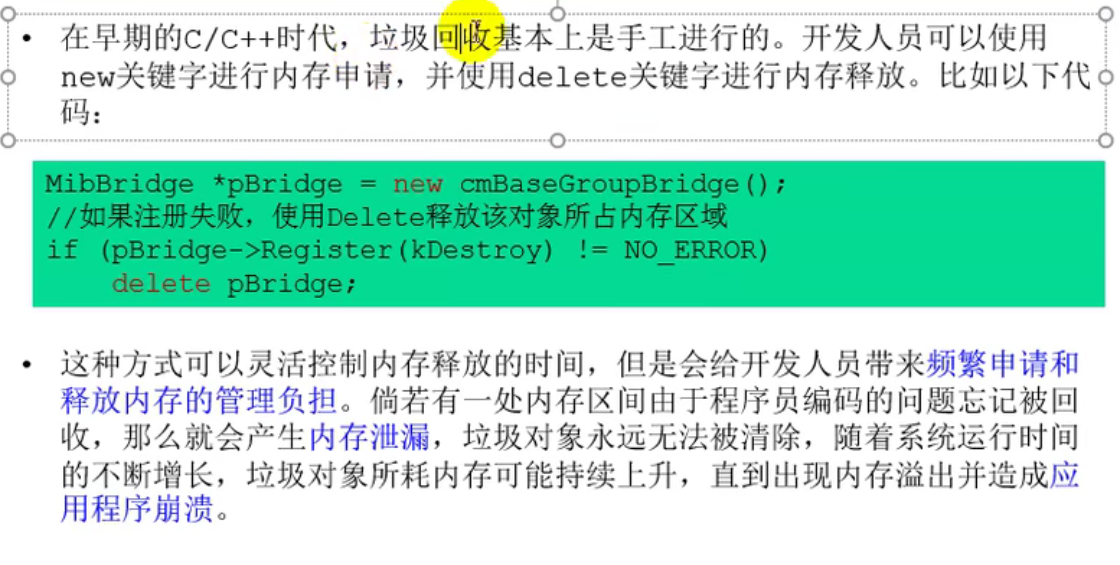 • 在早期的C/C++时代，垃圾回收基本上是手工进行的。开发人员可以使用
new关键字进行内存申请，并使用delete关键字进行内存释放。比如以下代
码：
MibBridge *pBridge = new cmBaseGroupBridge();
//如果注册失败，使用Delete释放该对象所占内存区域
if (pBridge->Register(kDestroy) != NO_ERROR)
    delete pBridge;
• 这种方式可以灵活控制内存释放的时间，但是会给开发人员带来频繁申请和
释放内存的管理负担。倘若有一处内存区间由于程序员编码的问题忘记被回
收，那么就会产生内存泄漏，垃圾对象永远无法被清除，随着系统运行时间
的不断增长，垃圾对象所耗内存可能持续上升，直到出现内存溢出并造成应
用程序崩溃。